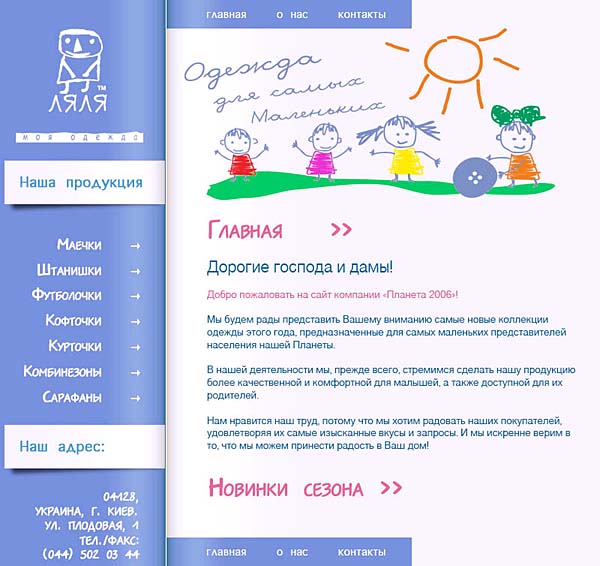 главная о нас контакты
ЛЯЛЯ™
моя одежда
Одежда
для самых
Маленьких
Наша продукция
Маечки →
Штанишки →
Футболочки →
Кофточки →
Курточки →
Комбинезоны →
Сарафаны →
Наш адрес:
04128,
Украина, г. Киев.
ул. Плодовая, 1
тел./факс:
(044) 502 03 44
Главная >>
Дорогие господа и дамы!
Добро пожаловать на сайт компании «Планета 2006»!
Мы будем рады представить Вашему вниманию самые новые коллекции
одежды этого года, предназначенные для самых маленьких представителей
населения нашей Планеты.
В нашей деятельности мы, прежде всего, стремимся сделать нашу продукцию
более качественной и комфортной для малышей, а также доступной для их
родителей.
Нам нравится наш труд, потому что мы хотим радовать наших покупателей,
удовлетворяя их самые изысканные вкусы и запросы. И мы искренне верим в
то, что мы можем принести радость в Ваш дом!
Новинки сезона >>
главная о нас контакты